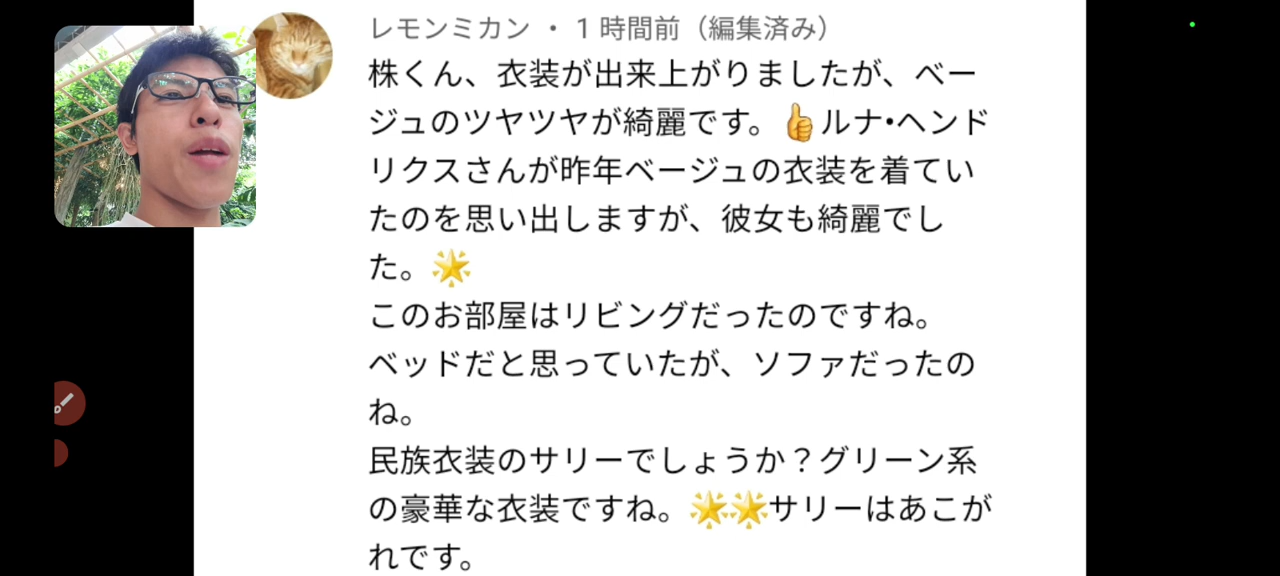 レモンミカン ・ 1 時間前（編集済み）
株くん、衣装が出来上がりましたが、ベー
ジュのツヤツヤが綺麗です。👍ルナ•ヘンド
リクスさんが昨年ベージュの衣装を着てい
たのを思い出しますが、彼女も綺麗でし
た。🌟
このお部屋はリビングだったのですね。
ベッドだと思っていたが、ソファだったの
ね。
民族衣装のサリーでしょうか？グリーン系
の豪華な衣装ですね。🌟🌟サリーはあこが
れです。